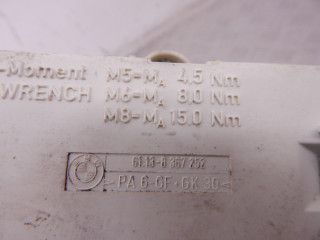 -Moment M5-MA 4,5 Nm
WRENCH M6-MA 8,0 Nm
M8-MA 15.0 Nm
61.13-8 367 292
>PA 6-GF·GK 30<